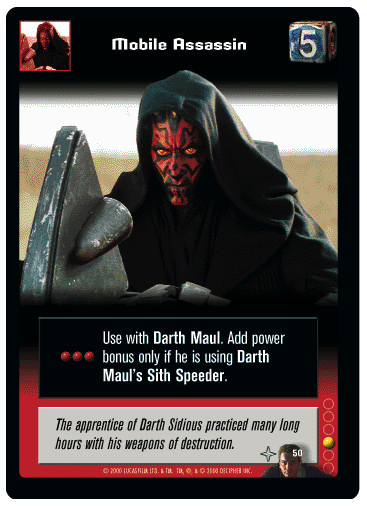 Mobile Assassin
5
Use with Darth Maul. Add power
bonus only if he is using Darth
Maul's Sith Speeder.
The apprentice of Darth Sidious practiced many long
hours with his weapons of destruction.
50
© 2000 LUCASFILM LTD. & TM. TM, ®, & © 2000 DECIPHER INC.